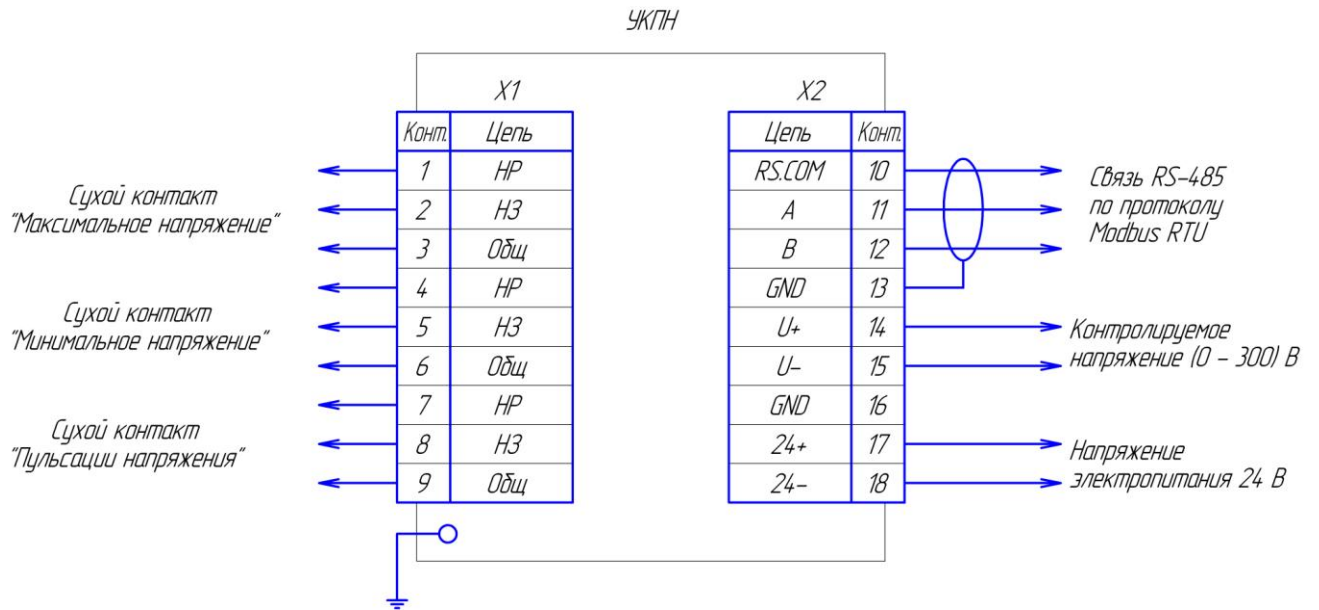 УКПН
X1
Конт. Цепь
1 НР
2 НЗ
3 Общ
4 НР
5 НЗ
6 Общ
7 НР
8 НЗ
9 Общ
Сухой контакт
"Максимальное напряжение"
Сухой контакт
"Минимальное напряжение"
Сухой контакт
"Пульсации напряжения"
X2
Цепь Конт.
RS.COM 10
A 11
B 12
GND 13
U+ 14
U– 15
GND 16
24+ 17
24– 18
Связь RS–485
по протоколу
Modbus RTU
Контролируемое
напряжение (0 – 300) В
Напряжение
электропитания 24 В